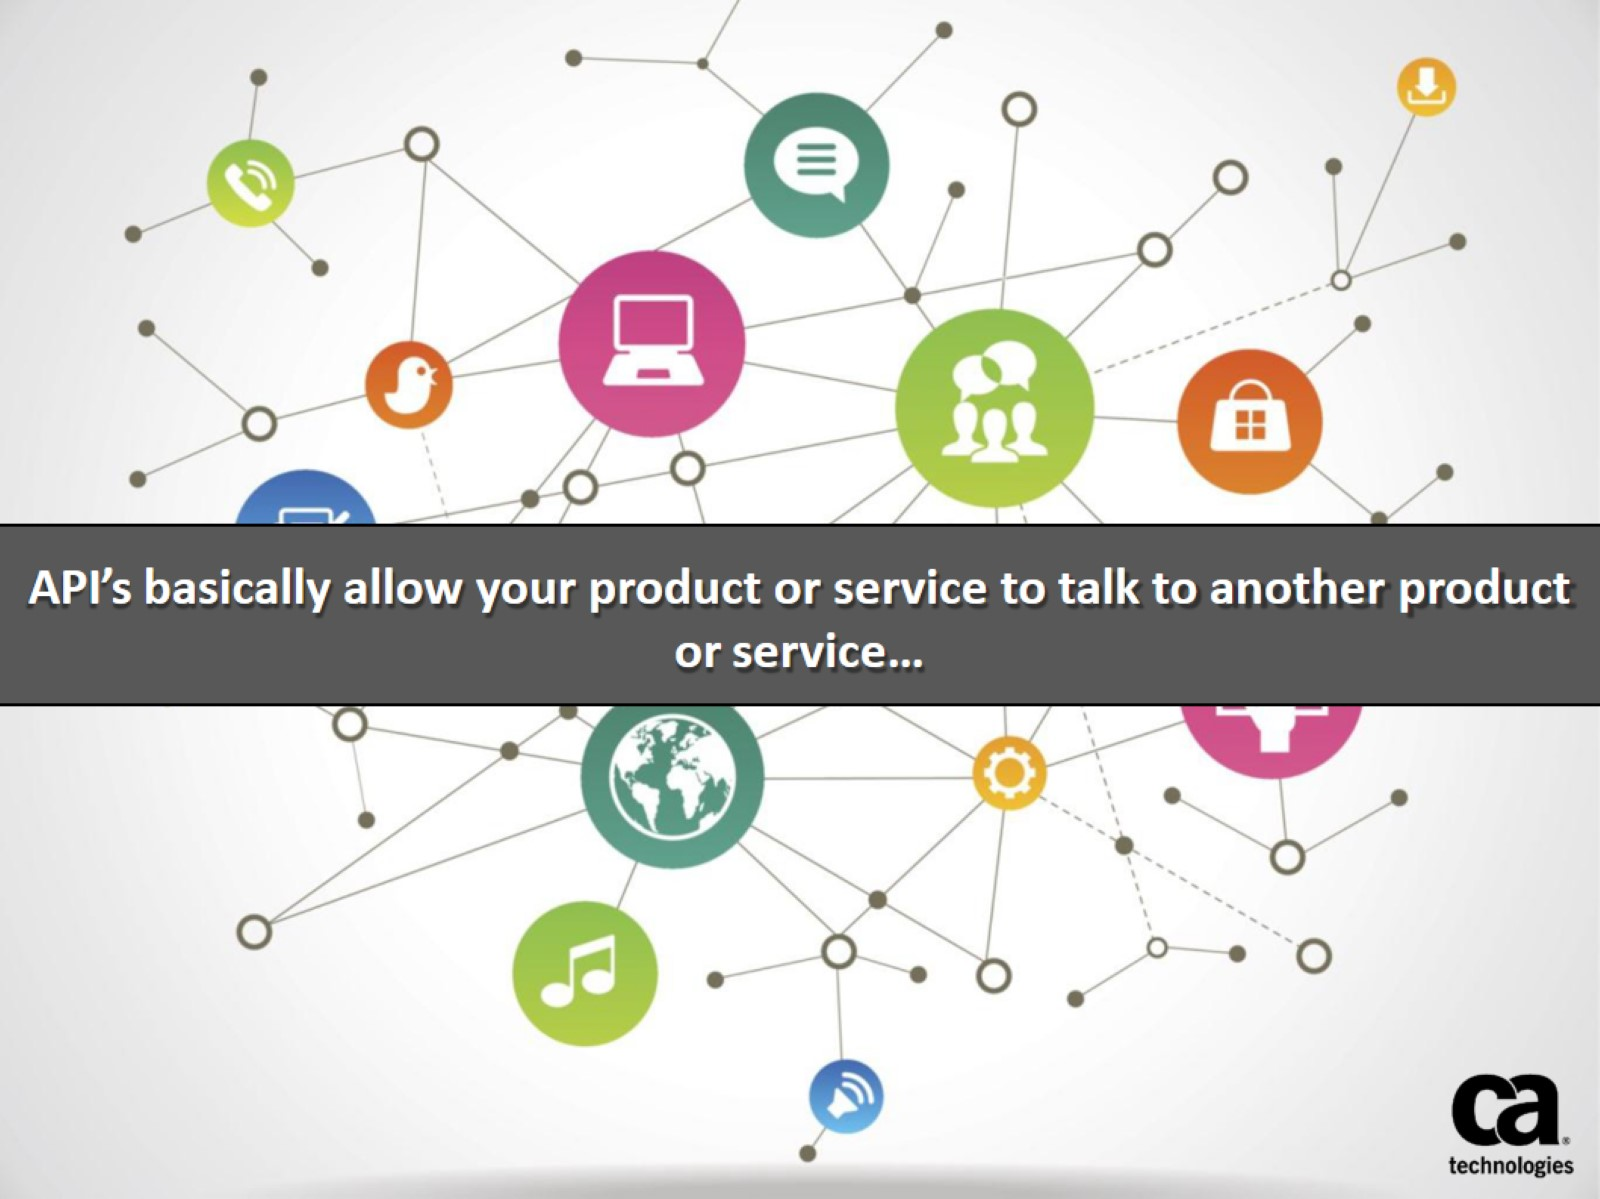 API’s basically allow your product or service to talk to another product
or service...
ca
technologies